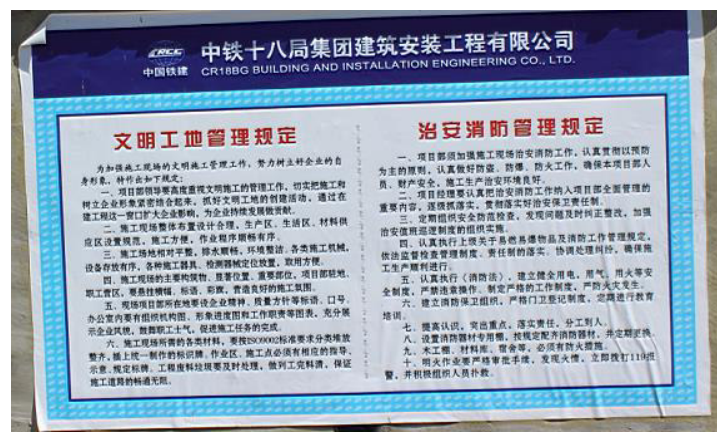 CRCC
中国铁建
中铁十八局集团建筑安装工程有限公司
CR18BG BUILDING AND INSTALLATION ENGINEERING CO., LTD.
文明工地管理规定
为加强施工现场的文明施工管理工作，努力树立好企业的自
身形象，特作出如下规定：
一、项目部领导要高度重视文明施工的管理工作，切实把施工和
树立企业形象紧密结合起来，抓好文明工地的创建活动，通过在
建工程这一窗口扩大企业影响，为企业持续发展做贡献。
二、施工现场整体布置设计合理，生产区、生活区、材料供
应区设置规范，施工方便，作业程序顺畅有序。
三、施工场地相对平整，排水顺畅，环境整洁，各类施工机械，
设备存放有序，各种施工器具、检测器械定位放置，取用方便。
四、施工现场的主要构筑物、显著位置、重要部位，项目部驻地、
职工营区，要悬挂横幅、标语、彩旗，营造良好的施工氛围。
五、现场项目部所在地要设企业精神、质量方针等标语、口号，
办公室内要有组织机构图、形象进度图和工作职责等图表，充分展
示企业风貌，鼓舞职工士气，促进施工任务的完成。
六、施工现场所需的各类材料，要按ISO9002标准要求分类堆放
整齐，插上统一制作的标识牌，作业区、施工点必须有相应的指导、
示意、规定标牌，工程废料垃圾要及时处理，做到工完料清，保证
施工道路的畅通无阻。
治安消防管理规定
一、项目部须加强施工现场治安消防工作，认真贯彻以预防
为主的原则，认真做好防盗、防爆、防火工作，确保本项目部人
员、财产安全，施工生产治安环境良好。
二、项目经理要认真把治安消防工作纳入项目部全面管理的
重要内容，逐级抓落实，贯彻落实好治安保卫责任制。
三、定期组织安全防范检查，发现问题及时纠正整改，加强
治安值班巡逻制度的组织实施。
四、认真执行上级关于易燃易爆物品及消防工作管理规定，
依法监督检查管理制度、责任制的落实，协调处理纠纷，确保施
工生产顺利进行。
五、认真执行《消防法》，建立健全用电、用气、用火等安
全制度，严禁违章操作，制定严格的工作制度，严防火灾发生。
六、建立消防保卫组织，严格门卫登记制度，定期进行教育
培训。
七、提高认识，突出重点，落实责任，分工到人。
八、设置消防器材专用棚，按规定配齐消防器材，并定期更换。
九、木工棚、材料库、宿舍等，必须有防火措施。
十、明火作业要严格审批手续，发现火情，立即拨打119报
警，并积极组织人员扑救。